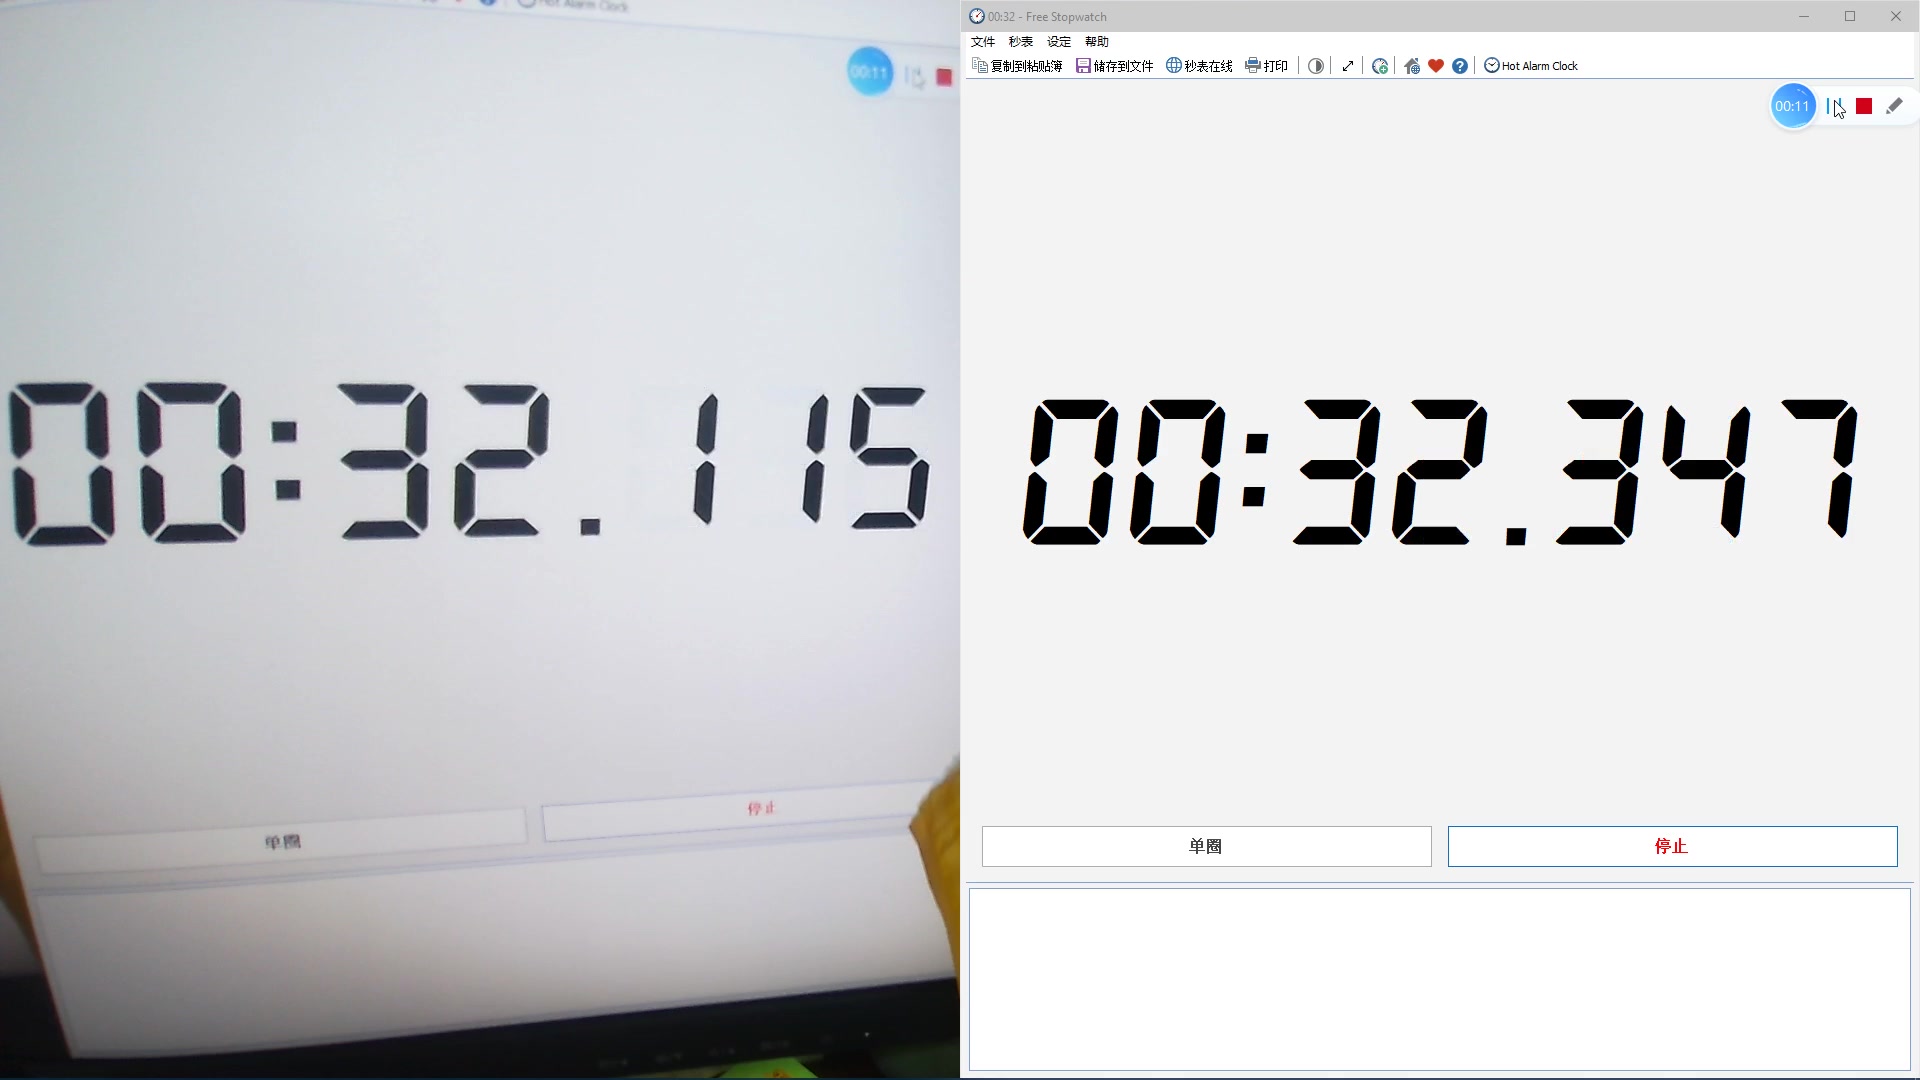 Hot Alarm Clock
00:11
00:32.115
单圈
停止
00:32 - Free Stopwatch
文件 秒表 设定 帮助
复制到粘贴簿 储存到文件 秒表在线 打印 Hot Alarm Clock
00:11
00:32.347
单圈 停止